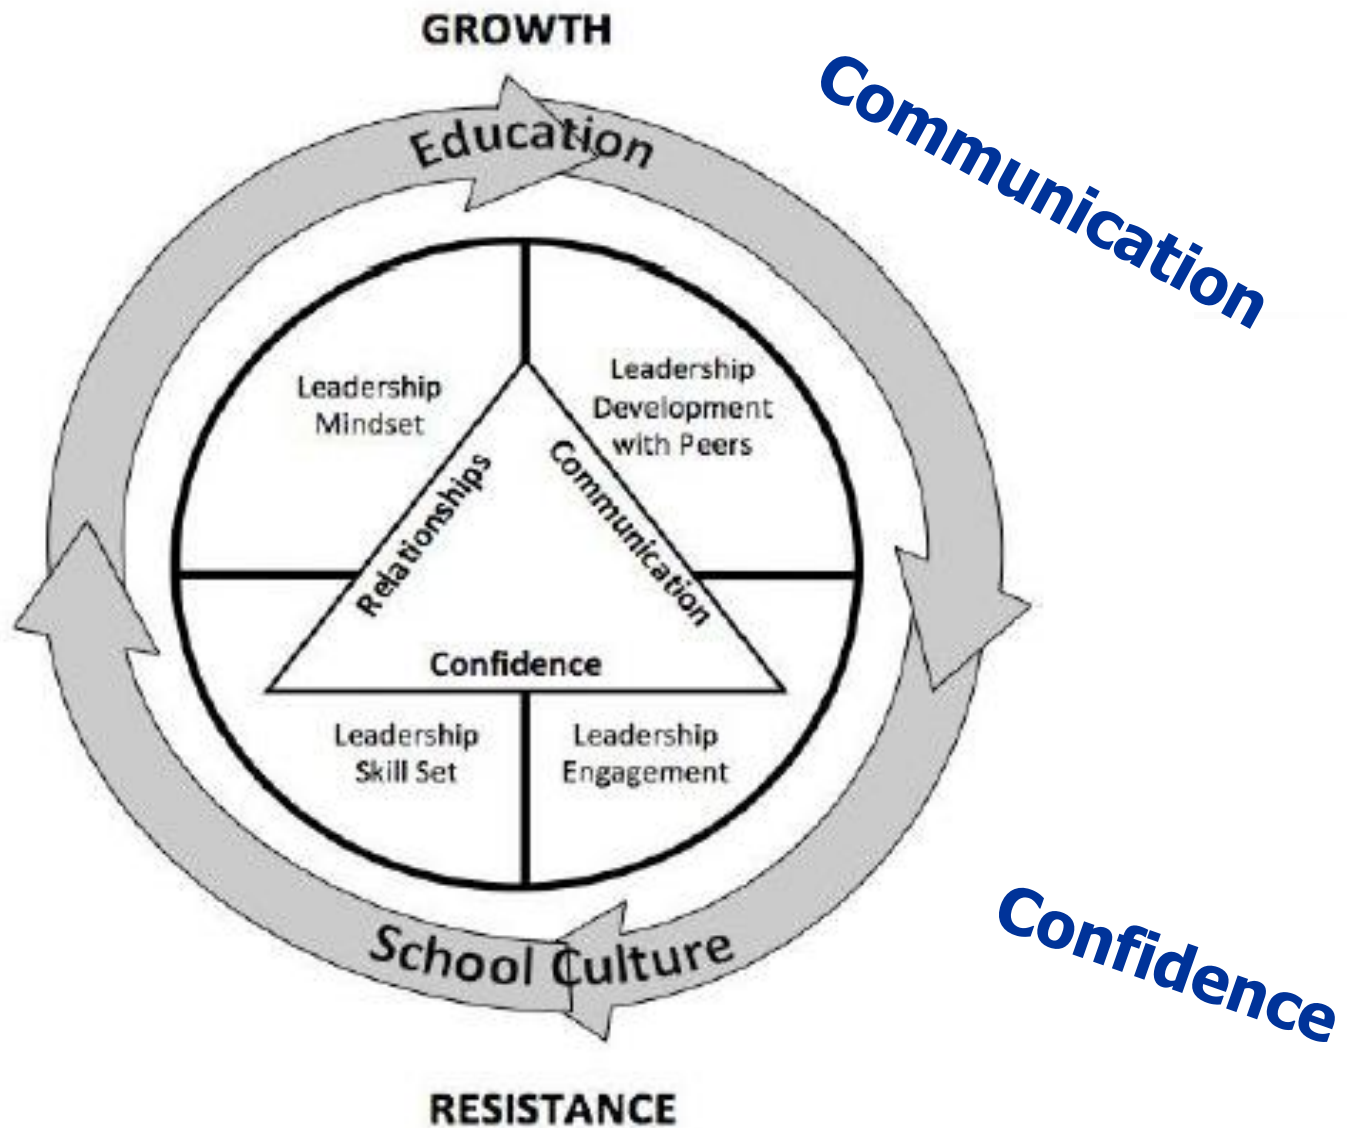 GROWTH
Communication
Education
Leadership
Mindset
Leadership
Development
with Peers
Relationships
Communication
Confidence
Leadership
Skill Set
Leadership
Engagement
Confidence
School Culture
RESISTANCE